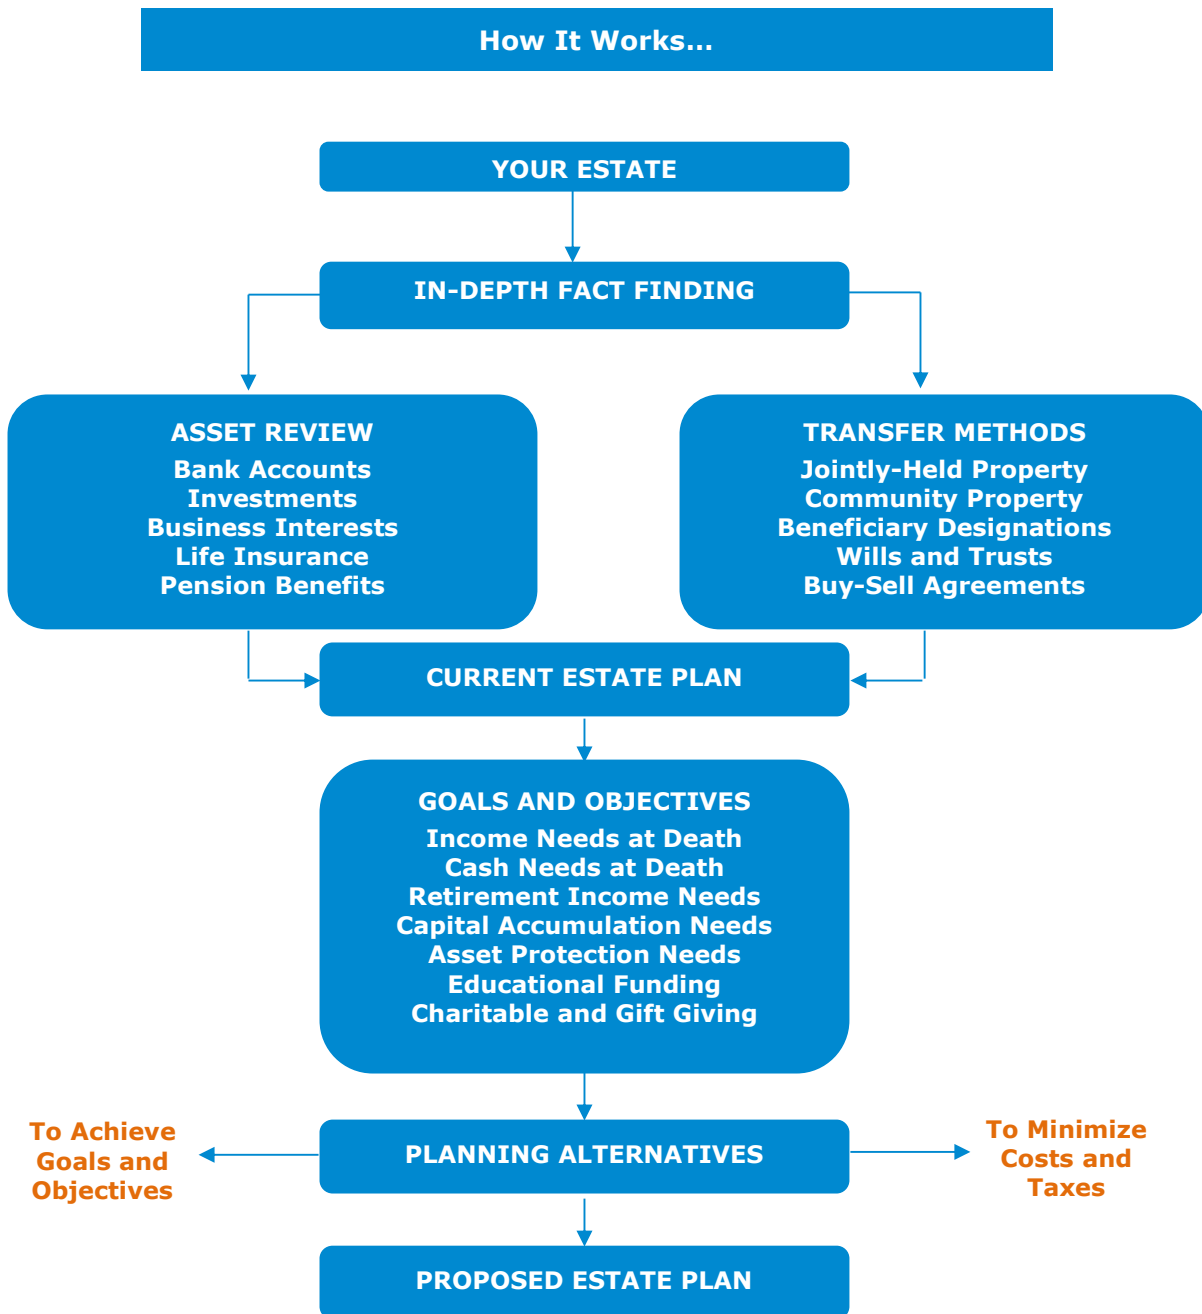 How It Works...
YOUR ESTATE
IN-DEPTH FACT FINDING
ASSET REVIEW
Bank Accounts
Investments
Business Interests
Life Insurance
Pension Benefits
TRANSFER METHODS
Jointly-Held Property
Community Property
Beneficiary Designations
Wills and Trusts
Buy-Sell Agreements
CURRENT ESTATE PLAN
GOALS AND OBJECTIVES
Income Needs at Death
Cash Needs at Death
Retirement Income Needs
Capital Accumulation Needs
Asset Protection Needs
Educational Funding
Charitable and Gift Giving
To Achieve
Goals and
Objectives
PLANNING ALTERNATIVES
To Minimize
Costs and
Taxes
PROPOSED ESTATE PLAN